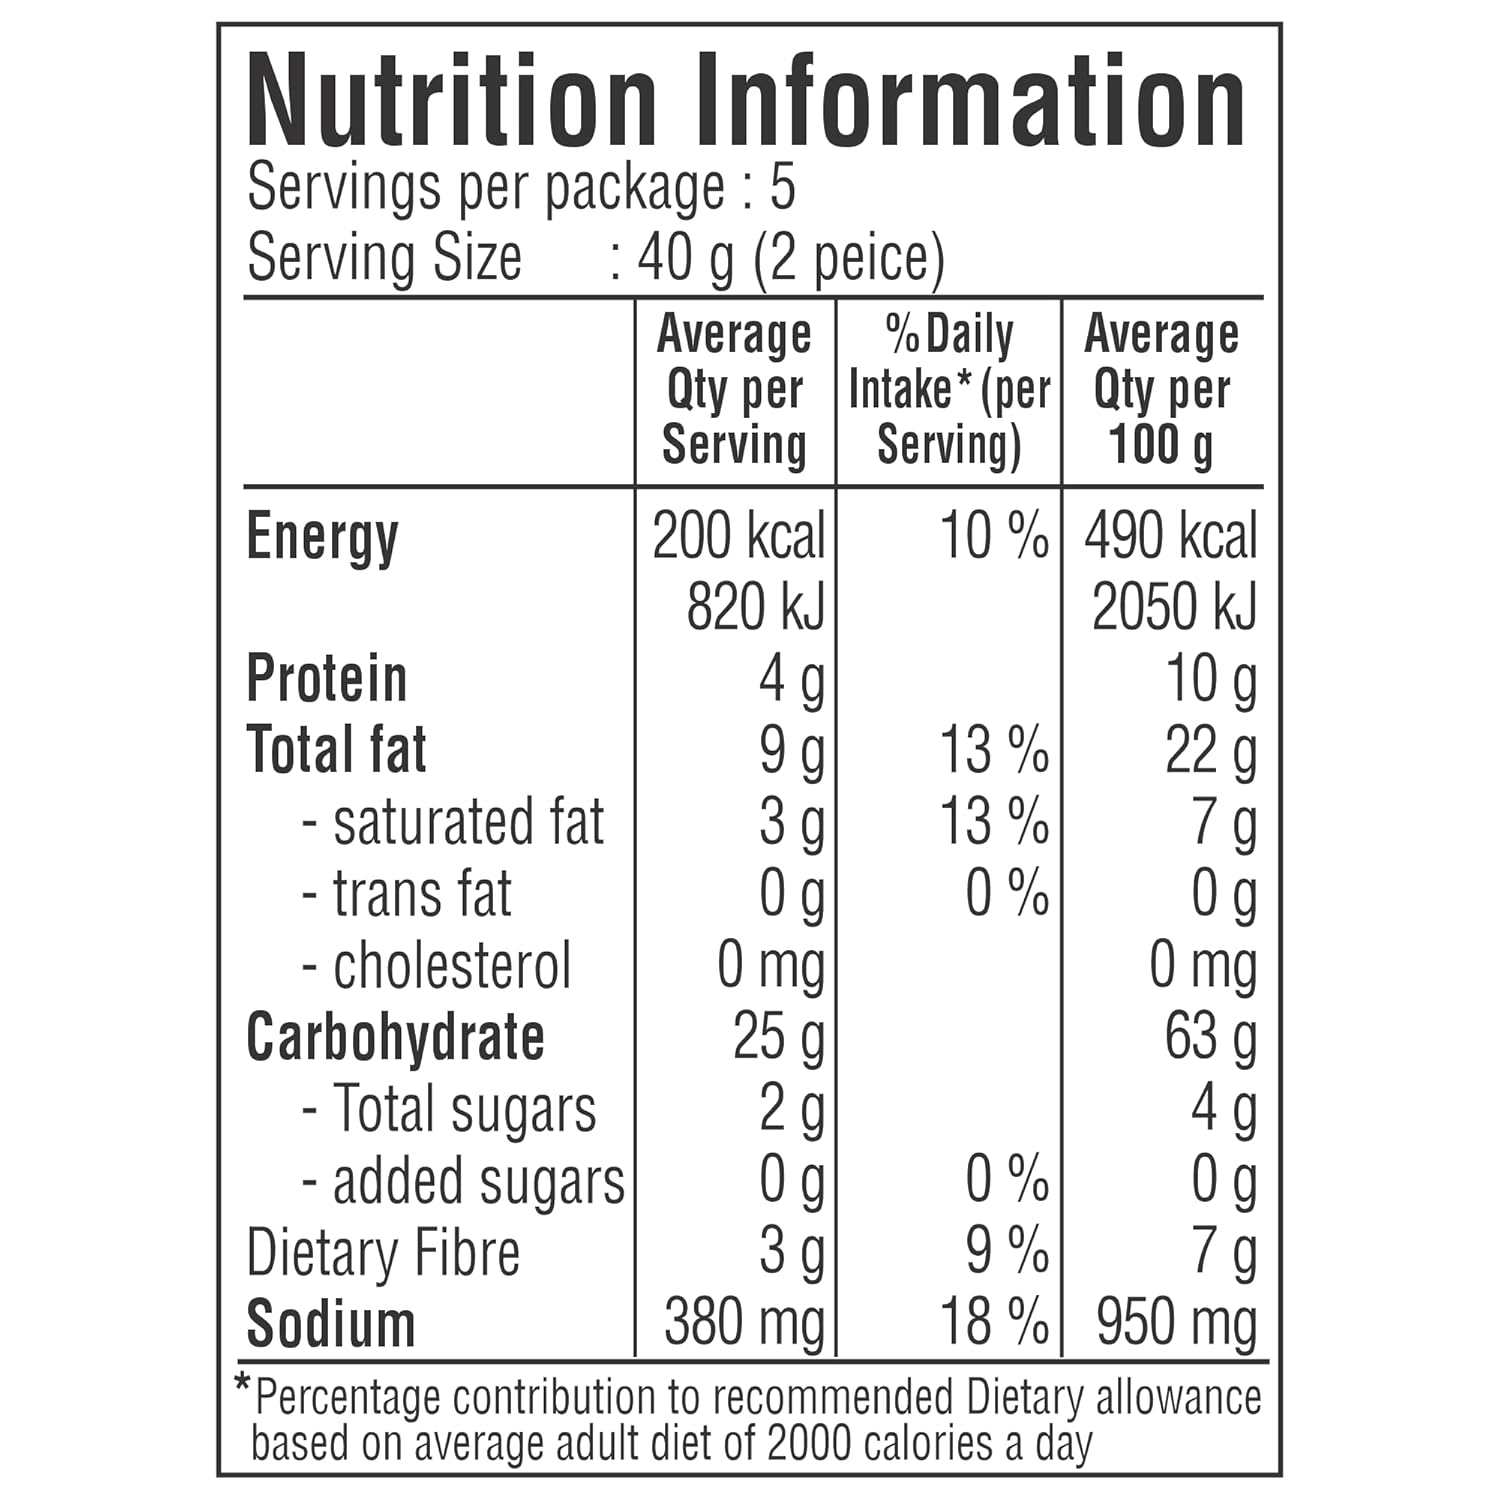 Nutrition Information
Servings per package : 5
Serving Size : 40 g (2 peice)
Average Qty per Serving % Daily Intake* (per Serving) Average Qty per 100 g
Energy 200 kcal 10 % 490 kcal
820 kJ 2050 kJ
Protein 4 g 10 g
Total fat 9 g 13 % 22 g
- saturated fat 3 g 13 % 7 g
- trans fat 0 g 0 % 0 g
- cholesterol 0 mg 0 mg
Carbohydrate 25 g 63 g
- Total sugars 2 g 4 g
- added sugars 0 g 0 % 0 g
Dietary Fibre 3 g 9 % 7 g
Sodium 380 mg 18 % 950 mg
*Percentage contribution to recommended Dietary allowance
based on average adult diet of 2000 calories a day